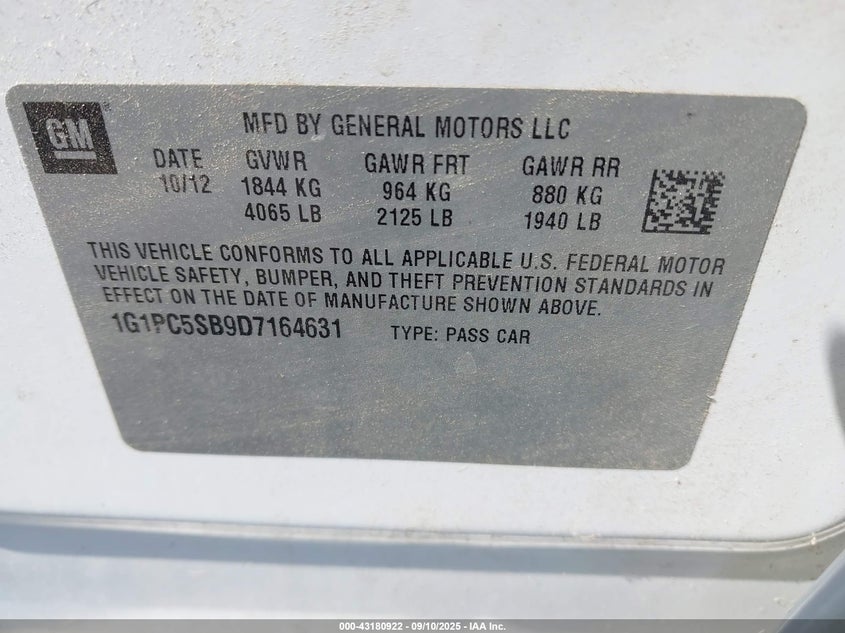 GM ®
MFD BY GENERAL MOTORS LLC
DATE GVWR GAWR FRT GAWR RR
10/12 1844 KG 964 KG 880 KG
4065 LB 2125 LB 1940 LB
THIS VEHICLE CONFORMS TO ALL APPLICABLE U.S. FEDERAL MOTOR
VEHICLE SAFETY, BUMPER, AND THEFT PREVENTION STANDARDS IN
EFFECT ON THE DATE OF MANUFACTURE SHOWN ABOVE.
1G1PC5SB9D7164631 TYPE: PASS CAR
000-43180922 - 09/10/2025 - IAA Inc.